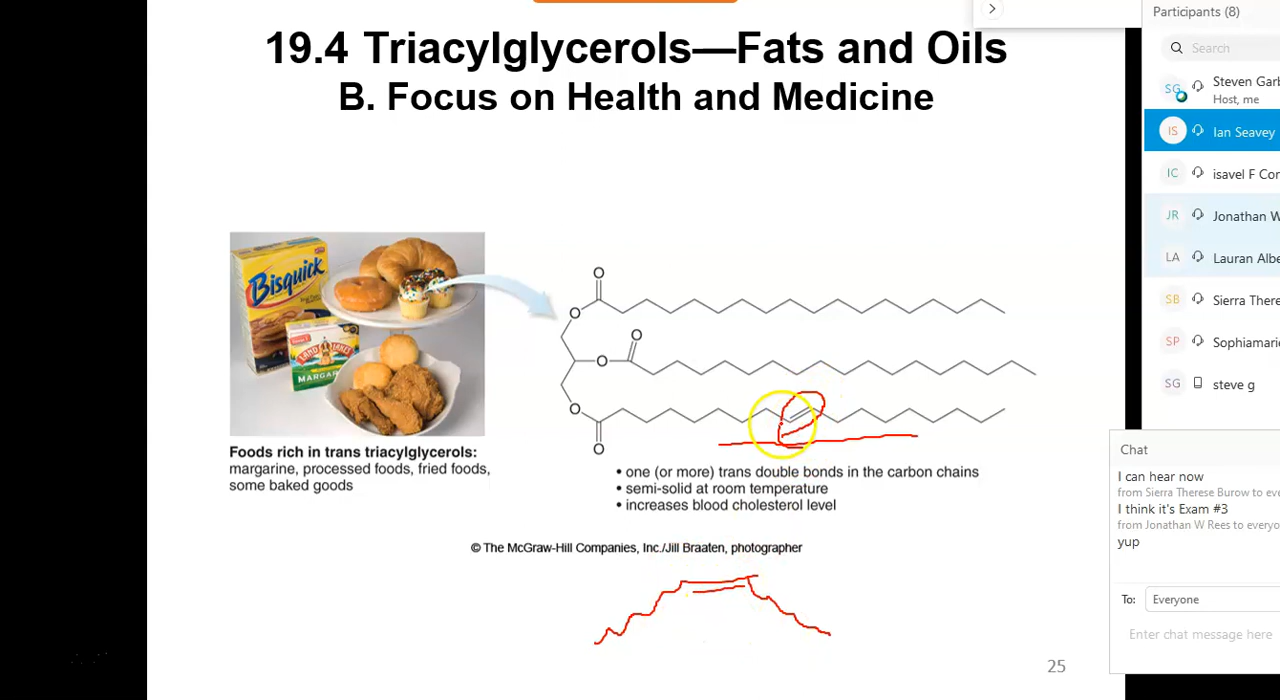 19.4 Triacylglycerols—Fats and Oils
B. Focus on Health and Medicine
Bisquick
LAND O LAKES
MARGAR
O
O
O
O
O
O
Foods rich in trans triacylglycerols:
margarine, processed foods, fried foods,
some baked goods
• one (or more) trans double bonds in the carbon chains
• semi-solid at room temperature
• increases blood cholesterol level
© The McGraw-Hill Companies, Inc./Jill Braaten, photographer
25
Participants (8)
Search
SG
Steven Garb
Host, me
IS
Ian Seavey
IC
isavel F Cor
JR
Jonathan W
LA
Lauran Albe
SB
Sierra There
SP
Sophiamarie
SG
steve g
Chat
I can hear now
from Sierra Therese Burow to eve
I think it's Exam #3
from Jonathan W Rees to everyo
yup
To:
Everyone
Enter chat message here